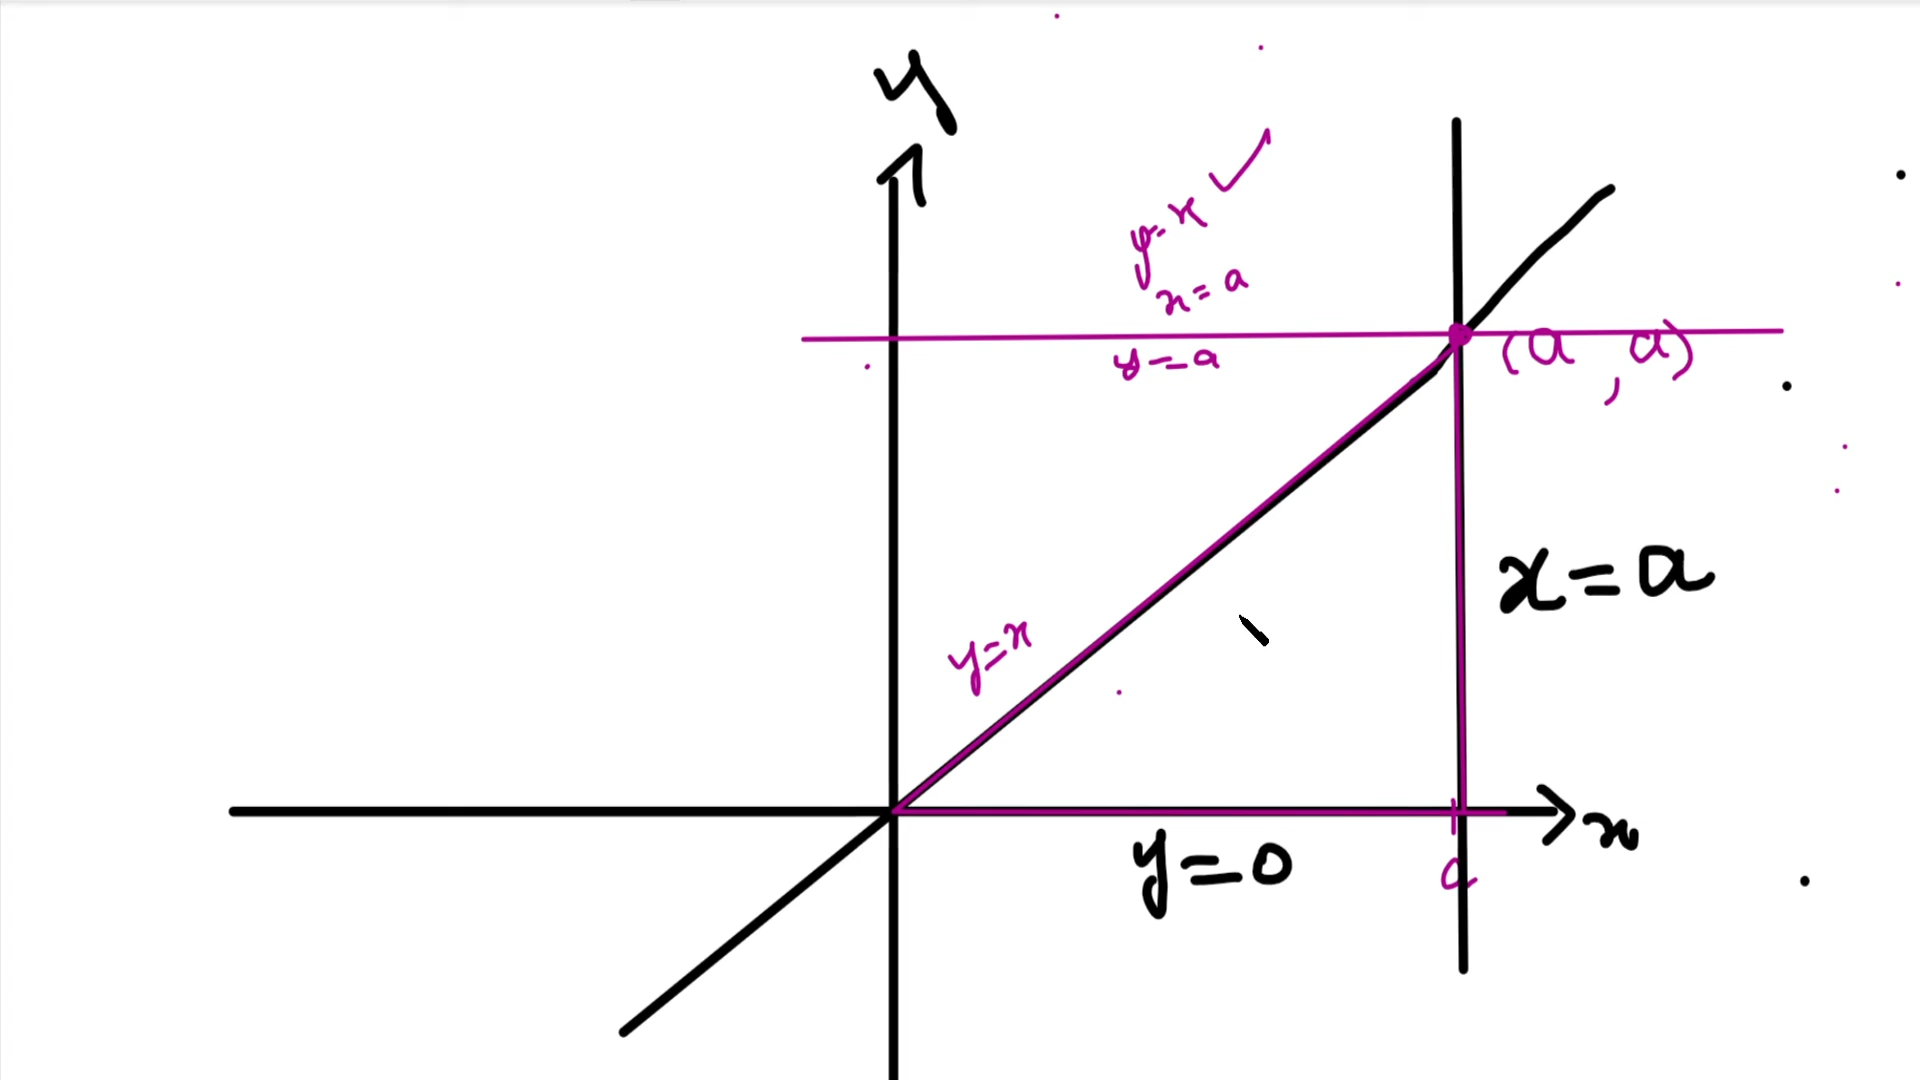 y
y=x
x=a
y=a
(a, a)
x=a
y=x
x
y=0
a